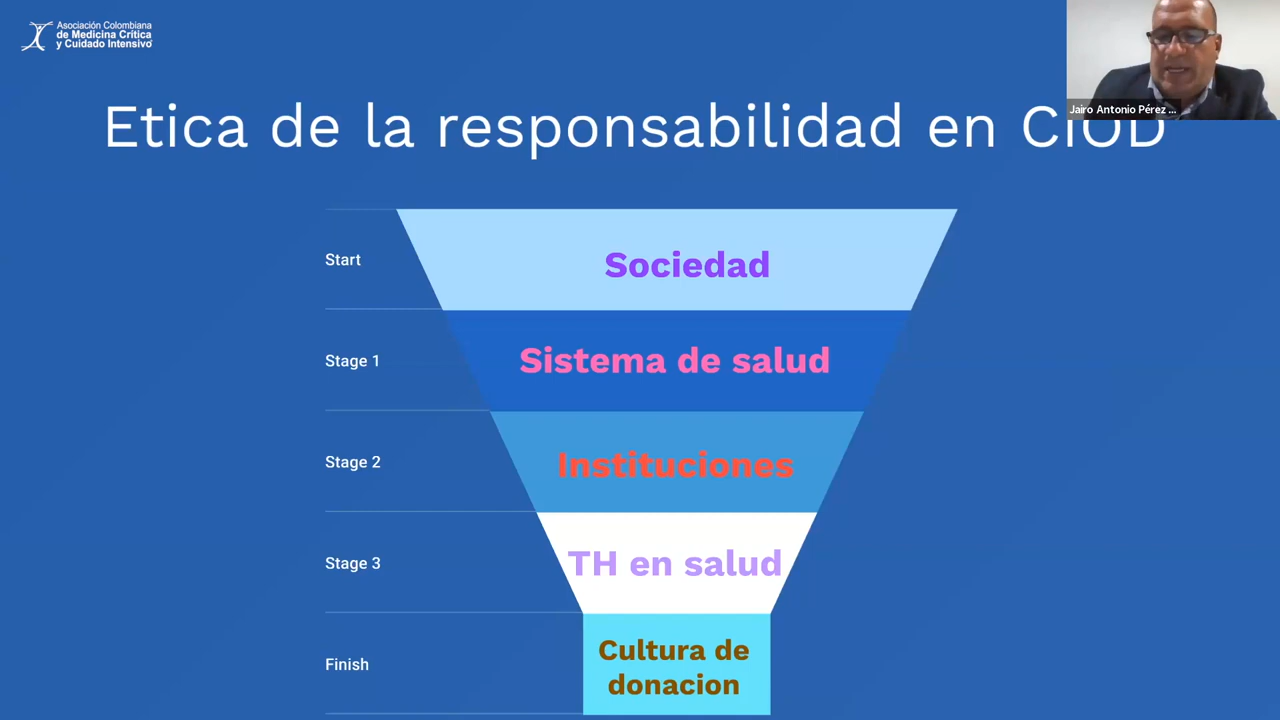 Asociación Colombiana
de Medicina Crítica
y Cuidado Intensivo
Jairo Antonio Pérez ...
Etica de la responsabilidad en CIOD
Start
Sociedad
Stage 1
Sistema de salud
Stage 2
Instituciones
Stage 3
TH en salud
Finish
Cultura de
donacion